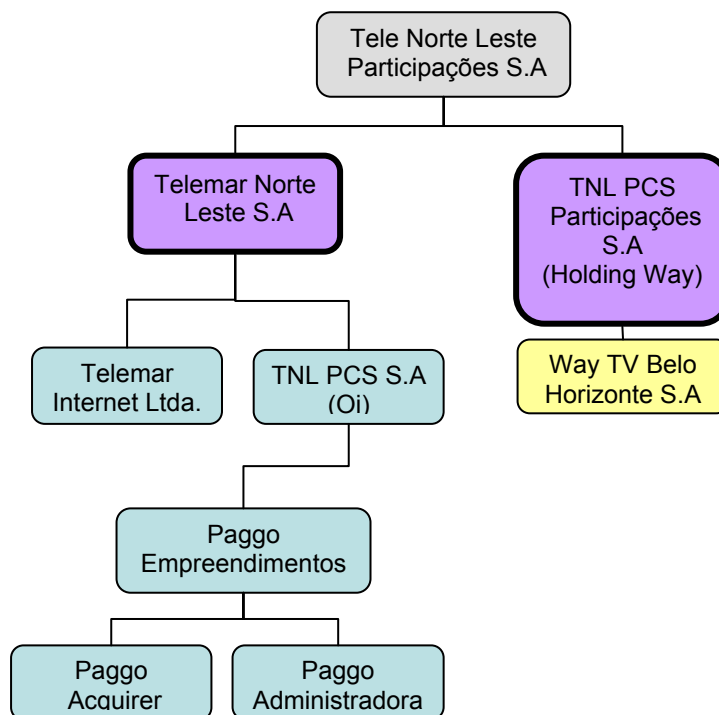 Tele Norte Leste
Participações S.A
Telemar Norte
Leste S.A
TNL PCS
Participações
S.A
(Holding Way)
Telemar
Internet Ltda.
TNL PCS S.A
(Oi)
Way TV Belo
Horizonte S.A
Paggo
Empreendimentos
Paggo
Acquirer
Paggo
Administradora